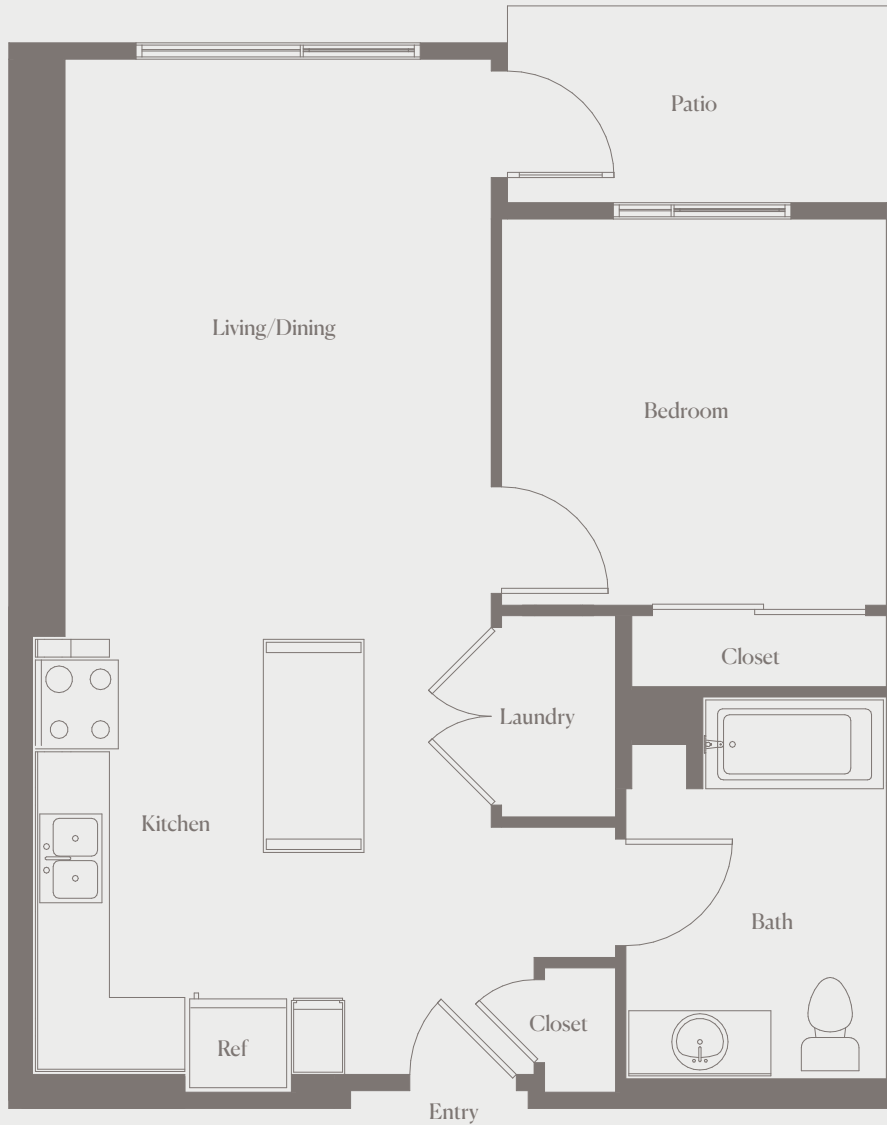 Patio
Living/Dining
Bedroom
Closet
Laundry
Kitchen
Bath
Closet
Ref
Entry